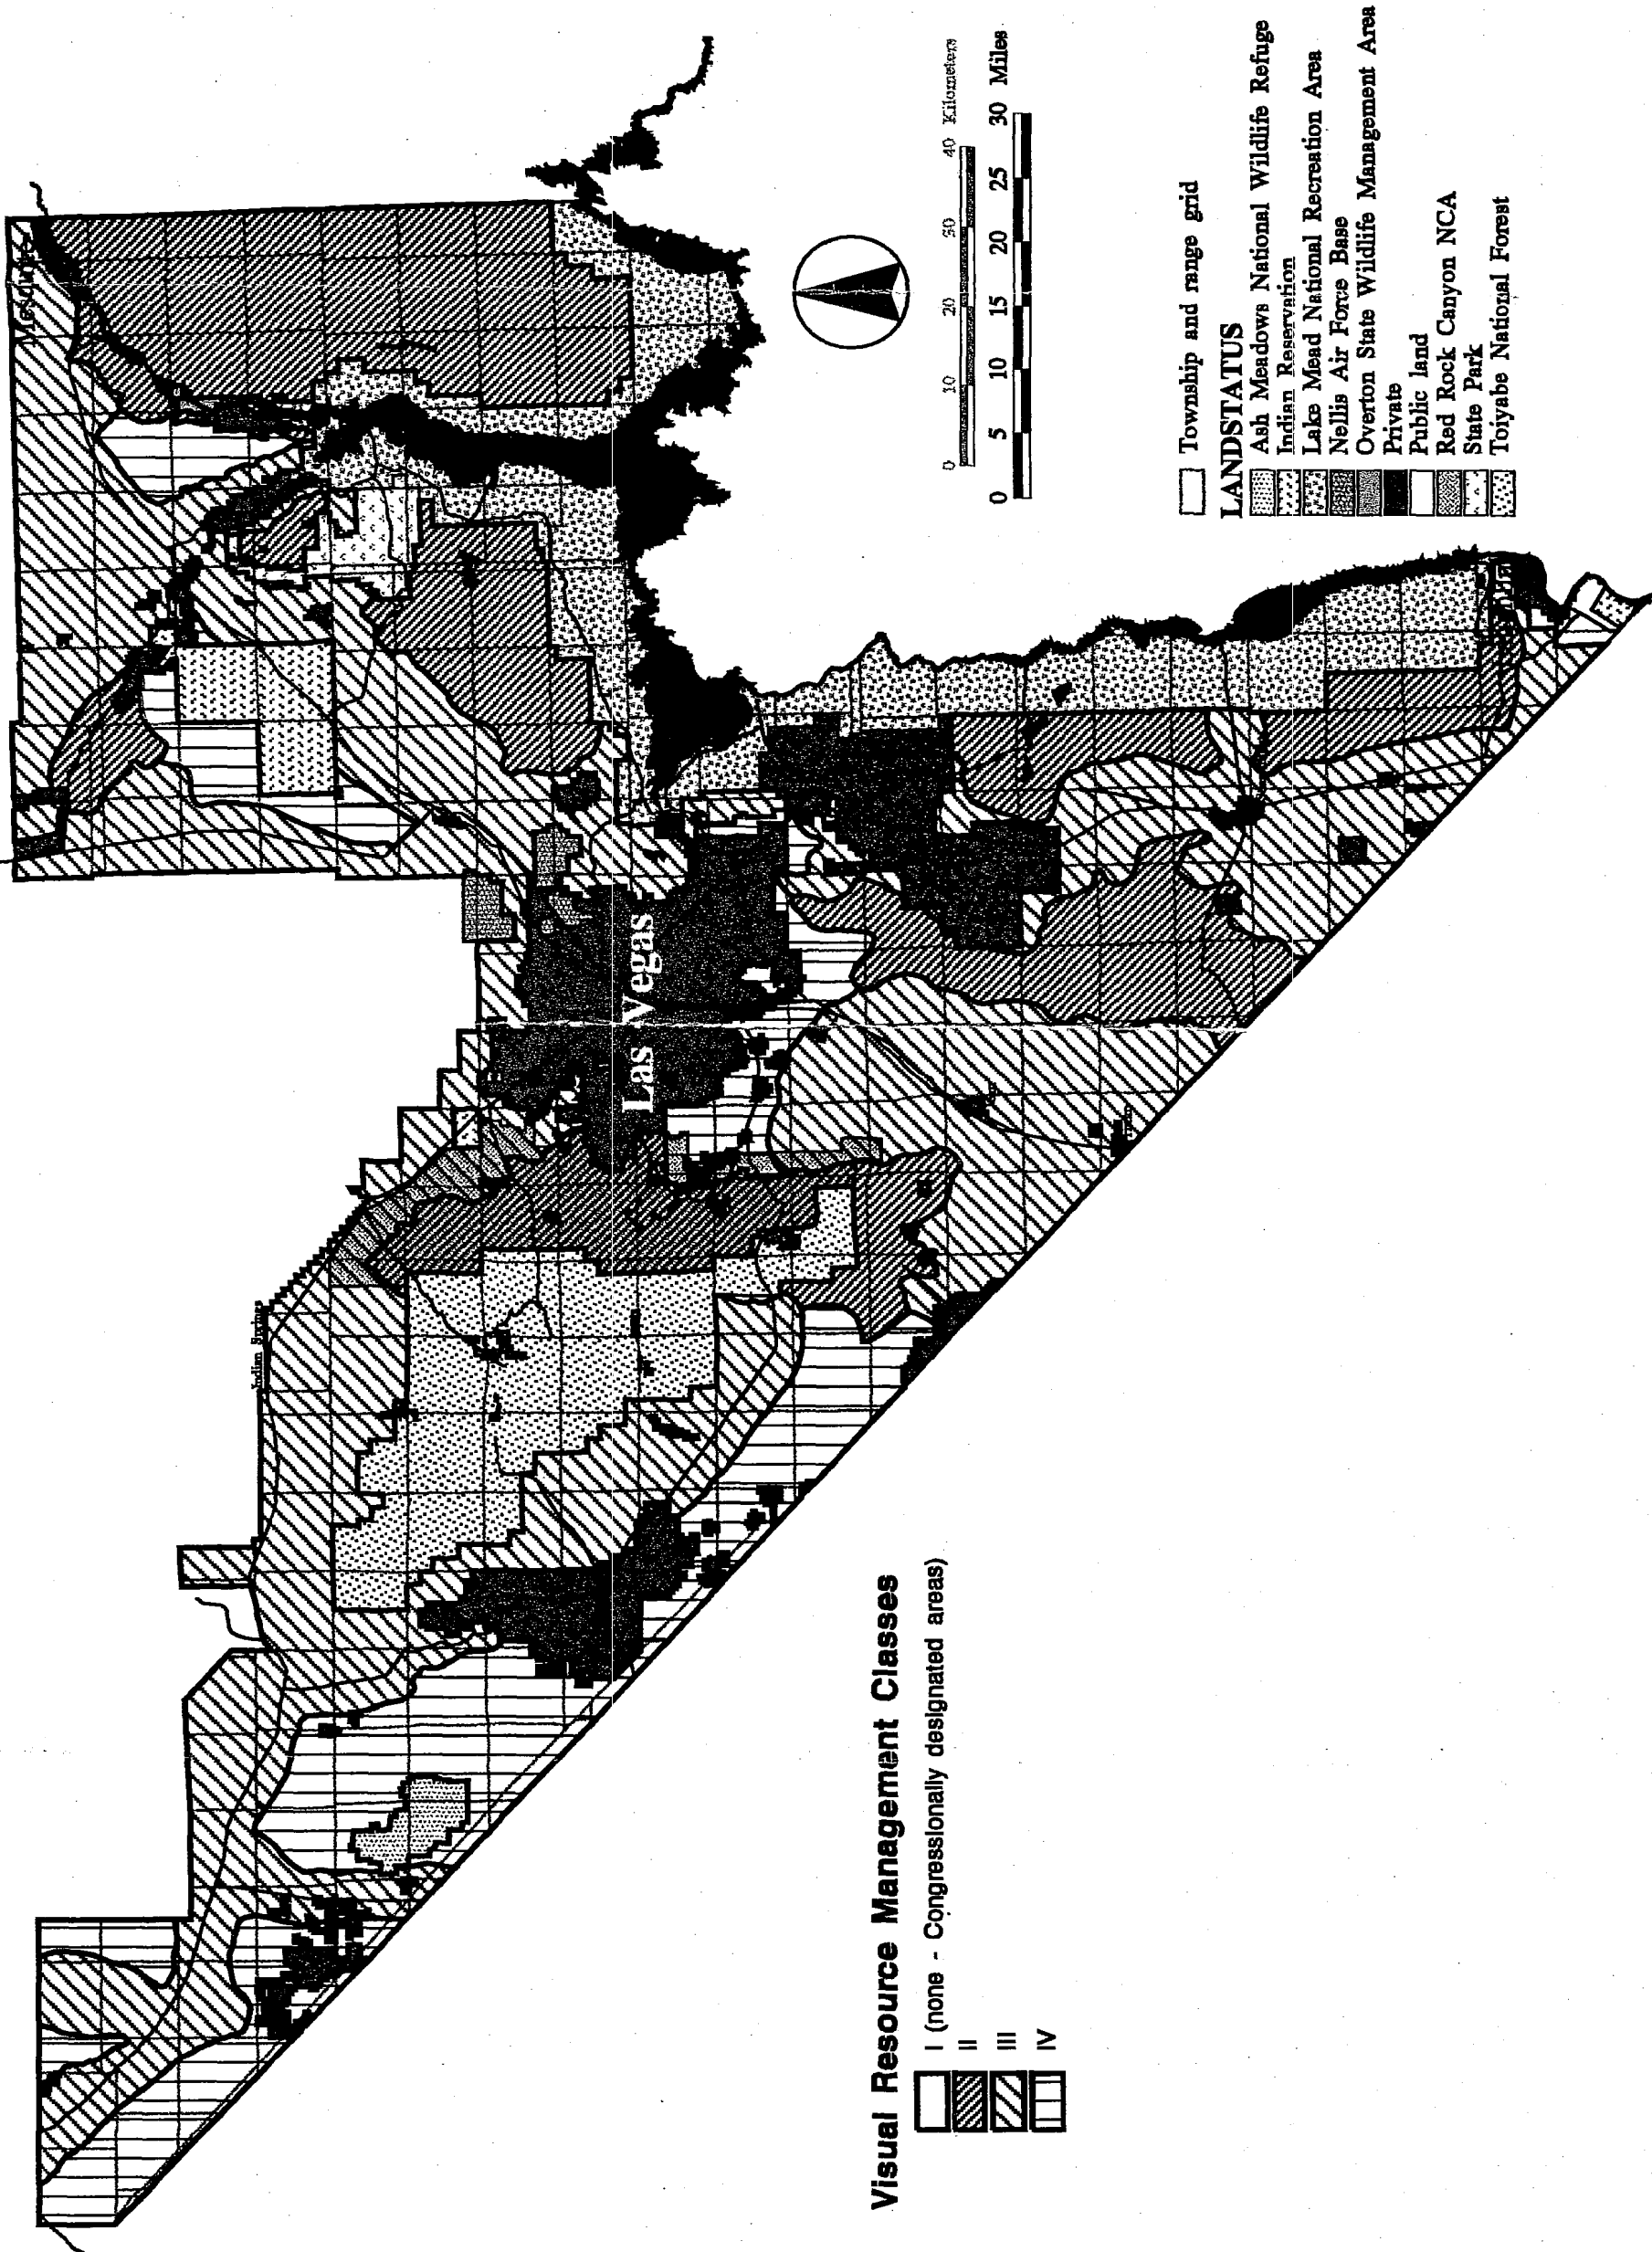 Mesquite
Indian Springs
Las Vegas
0 10 20 30 40 Kilometers
0 5 10 15 20 25 30 Miles
Township and range grid
LANDSTATUS
Ash Meadows National Wildlife Refuge
Indian Reservation
Lake Mead National Recreation Area
Nellis Air Force Base
Overton State Wildlife Management Area
Private
Public land
Red Rock Canyon NCA
State Park
Toiyabe National Forest
Visual Resource Management Classes
I (none - Congressionally designated areas)
II
III
IV